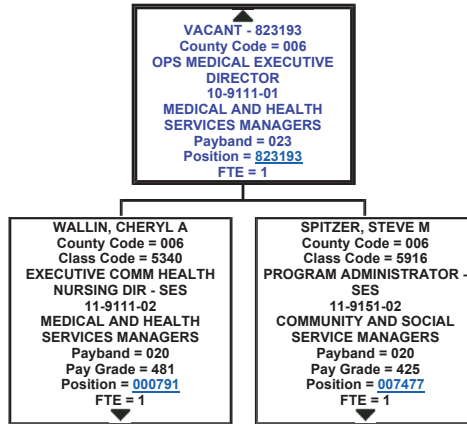 VACANT - 823193
County Code = 006
OPS MEDICAL EXECUTIVE
DIRECTOR
10-9111-01
MEDICAL AND HEALTH
SERVICES MANAGERS
Payband = 023
Position = 823193
FTE = 1
WALLIN, CHERYL A
County Code = 006
Class Code = 5340
EXECUTIVE COMM HEALTH
NURSING DIR - SES
11-9111-02
MEDICAL AND HEALTH
SERVICES MANAGERS
Payband = 020
Pay Grade = 481
Position = 000791
FTE = 1
SPITZER, STEVE M
County Code = 006
Class Code = 5916
PROGRAM ADMINISTRATOR -
SES
11-9151-02
COMMUNITY AND SOCIAL
SERVICE MANAGERS
Payband = 020
Pay Grade = 425
Position = 007477
FTE = 1